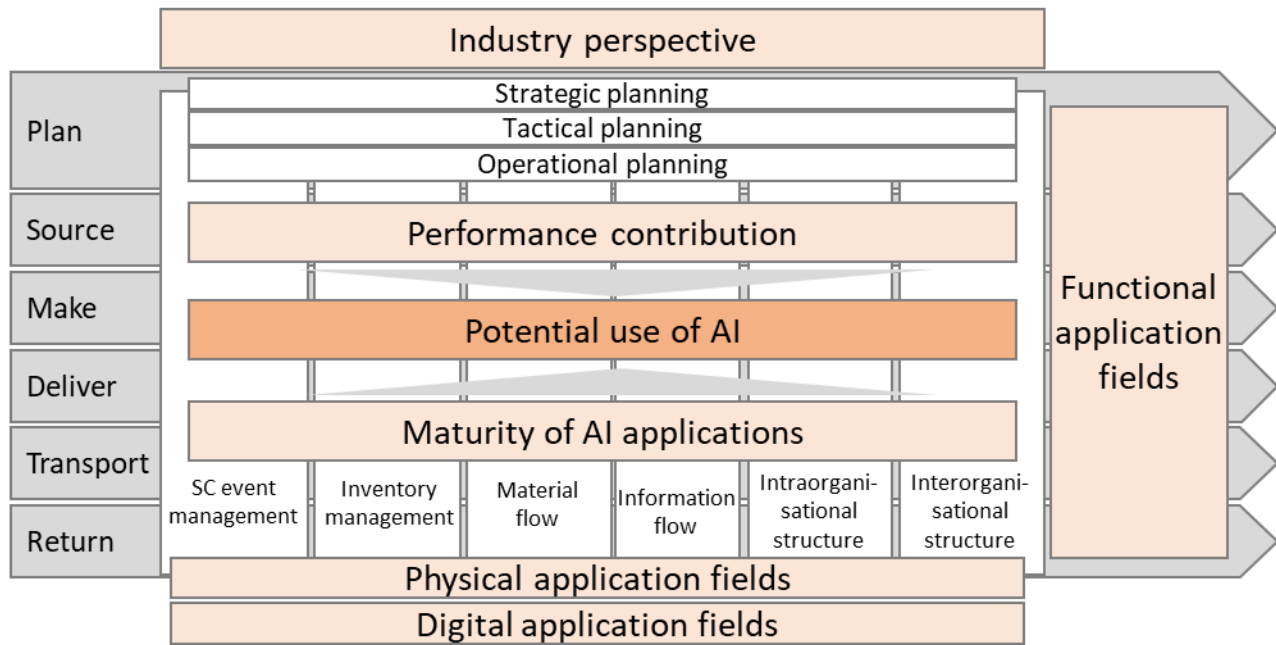 Industry perspective
Strategic planning
Tactical planning
Operational planning
Plan
Source
Make
Deliver
Transport
Return
Performance contribution
Potential use of AI
Maturity of AI applications
SC event
management
Inventory
management
Material
flow
Information
flow
Intraorgani-
sational
structure
Interorgani-
sational
structure
Functional
application
fields
Physical application fields
Digital application fields